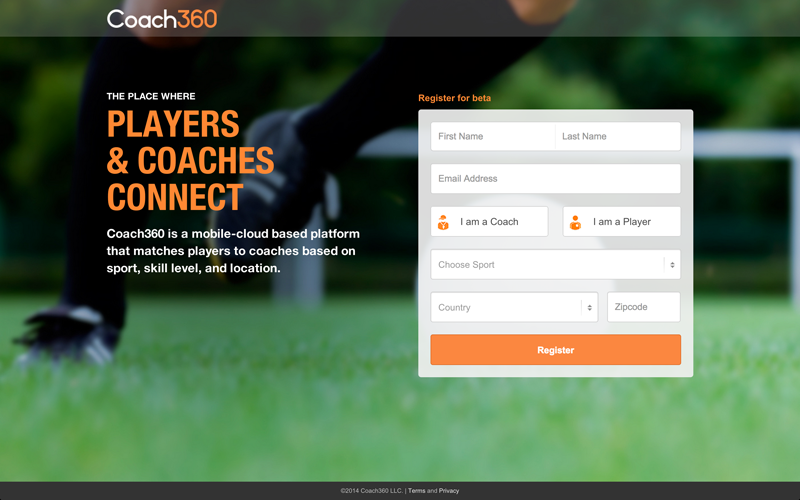 Coach360
THE PLACE WHERE
PLAYERS
& COACHES
CONNECT
Coach360 is a mobile-cloud based platform
that matches players to coaches based on
sport, skill level, and location.
Register for beta
First Name
Last Name
Email Address
I am a Coach
I am a Player
Choose Sport
Country
Zipcode
Register
©2014 Coach360 LLC. | Terms and Privacy